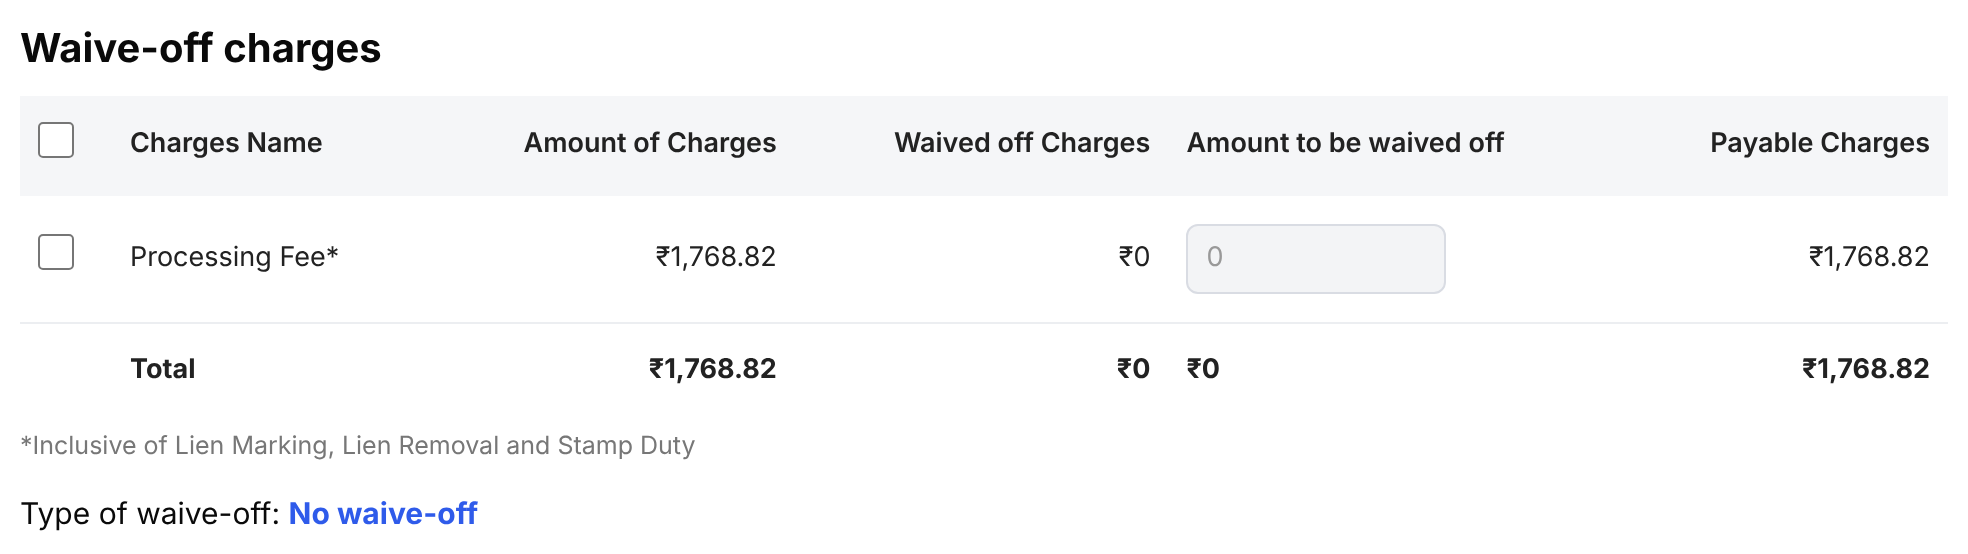 Waive-off charges
Charges Name Amount of Charges Waived off Charges Amount to be waived off Payable Charges
Processing Fee* ₹1,768.82 ₹0 0 ₹1,768.82
Total ₹1,768.82 ₹0 ₹0 ₹1,768.82
*Inclusive of Lien Marking, Lien Removal and Stamp Duty
Type of waive-off: No waive-off